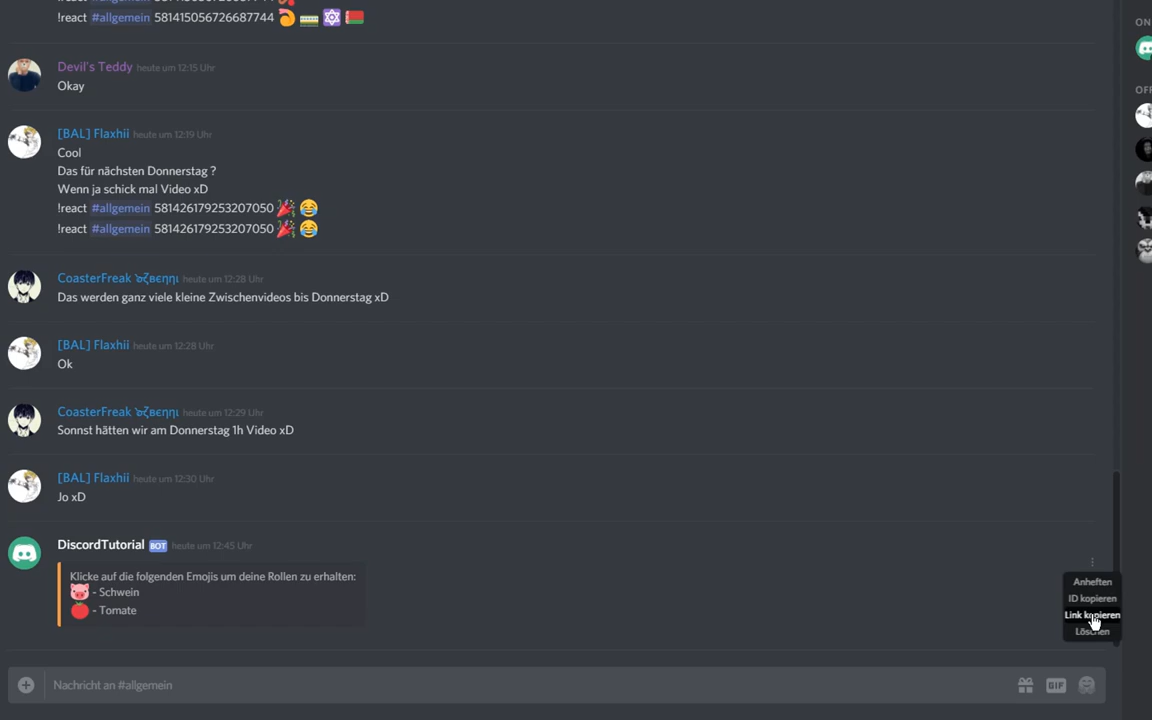 !react #allgemein 581415056726687744
Devil's Teddy heute um 12:15 Uhr
Okay
[BAL] Flaxhii heute um 12:19 Uhr
Cool
Das für nächsten Donnerstag ?
Wenn ja schick mal Video xD
!react #allgemein 581426179253207050 🎉 😂
!react #allgemein 581426179253207050 🎉 😂
CoasterFreak heute um 12:28 Uhr
Das werden ganz viele kleine Zwischenvideos bis Donnerstag xD
[BAL] Flaxhii heute um 12:28 Uhr
Ok
CoasterFreak heute um 12:29 Uhr
Sonnst hätten wir am Donnerstag 1h Video xD
[BAL] Flaxhii heute um 12:30 Uhr
Jo xD
DiscordTutorial BOT heute um 12:45 Uhr
Klicke auf die folgenden Emojis um deine Rollen zu erhalten:
🐷 - Schwein
🍅 - Tomate
Anheften
ID kopieren
Link kopieren
Löschen
Nachricht an #allgemein
GIF
ON
OFF